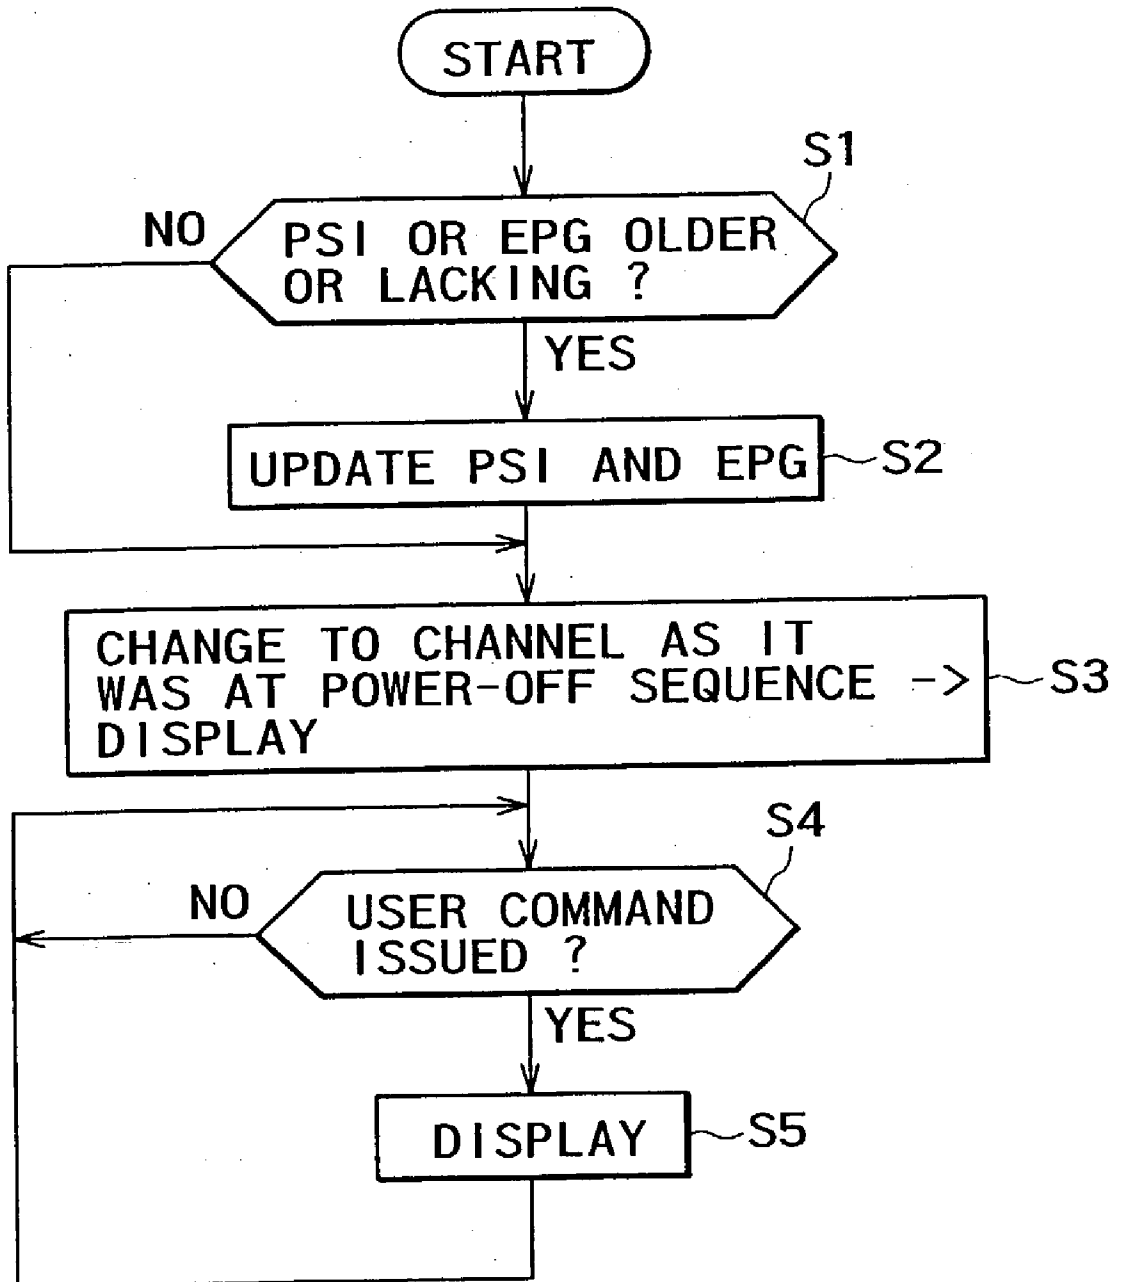 START
S1
NO
PSI OR EPG OLDER
OR LACKING ?
YES
UPDATE PSI AND EPG
S2
CHANGE TO CHANNEL AS IT
WAS AT POWER-OFF SEQUENCE ->
DISPLAY
S3
S4
NO
USER COMMAND
ISSUED ?
YES
DISPLAY
S5